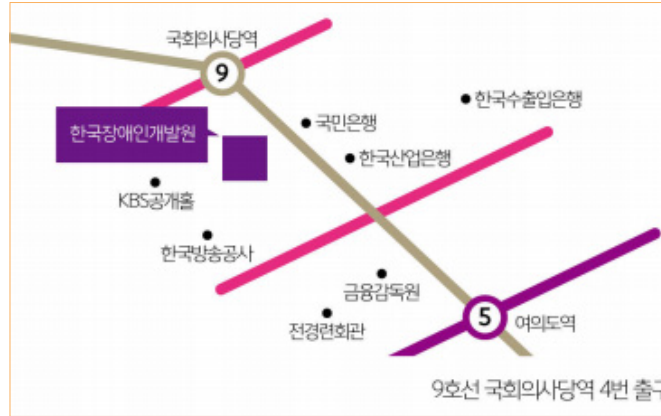 국회의사당역
9
한국수출입은행
국민은행
한국장애인개발원
한국산업은행
KBS공개홀
한국방송공사
금융감독원
5
여의도역
전경련회관
9호선 국회의사당역 4번 출구